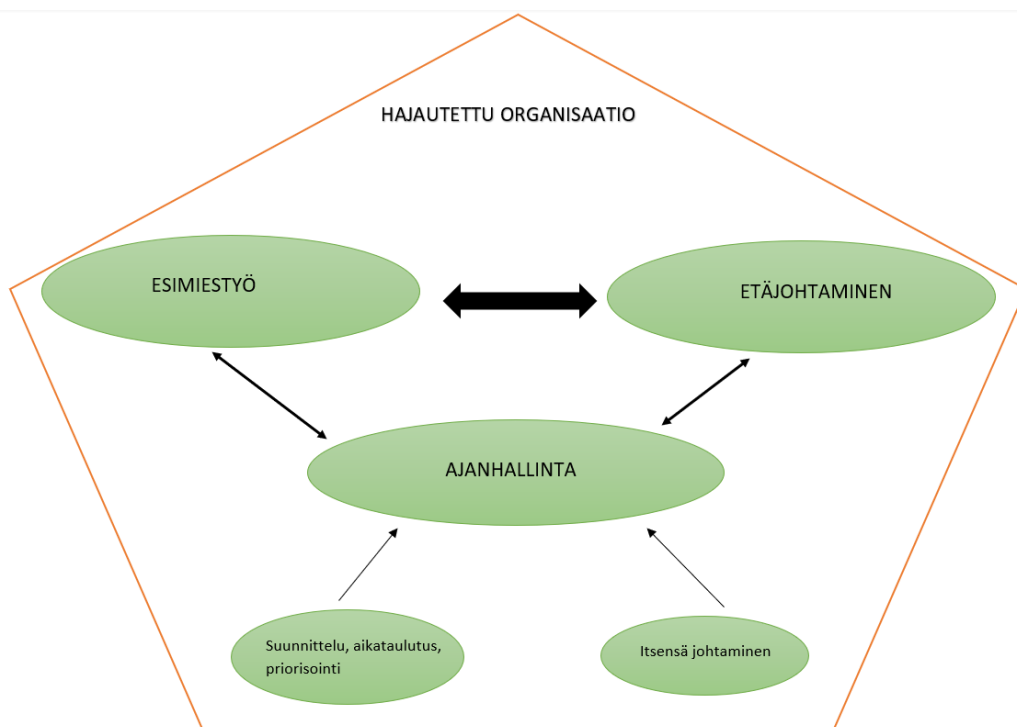 HAJAUTETTU ORGANISAATIO
ESIMIESTYÖ
ETÄJOHTAMINEN
AJANHALLINTA
Suunnittelu, aikataulutus,
priorisointi
Itsensä johtaminen